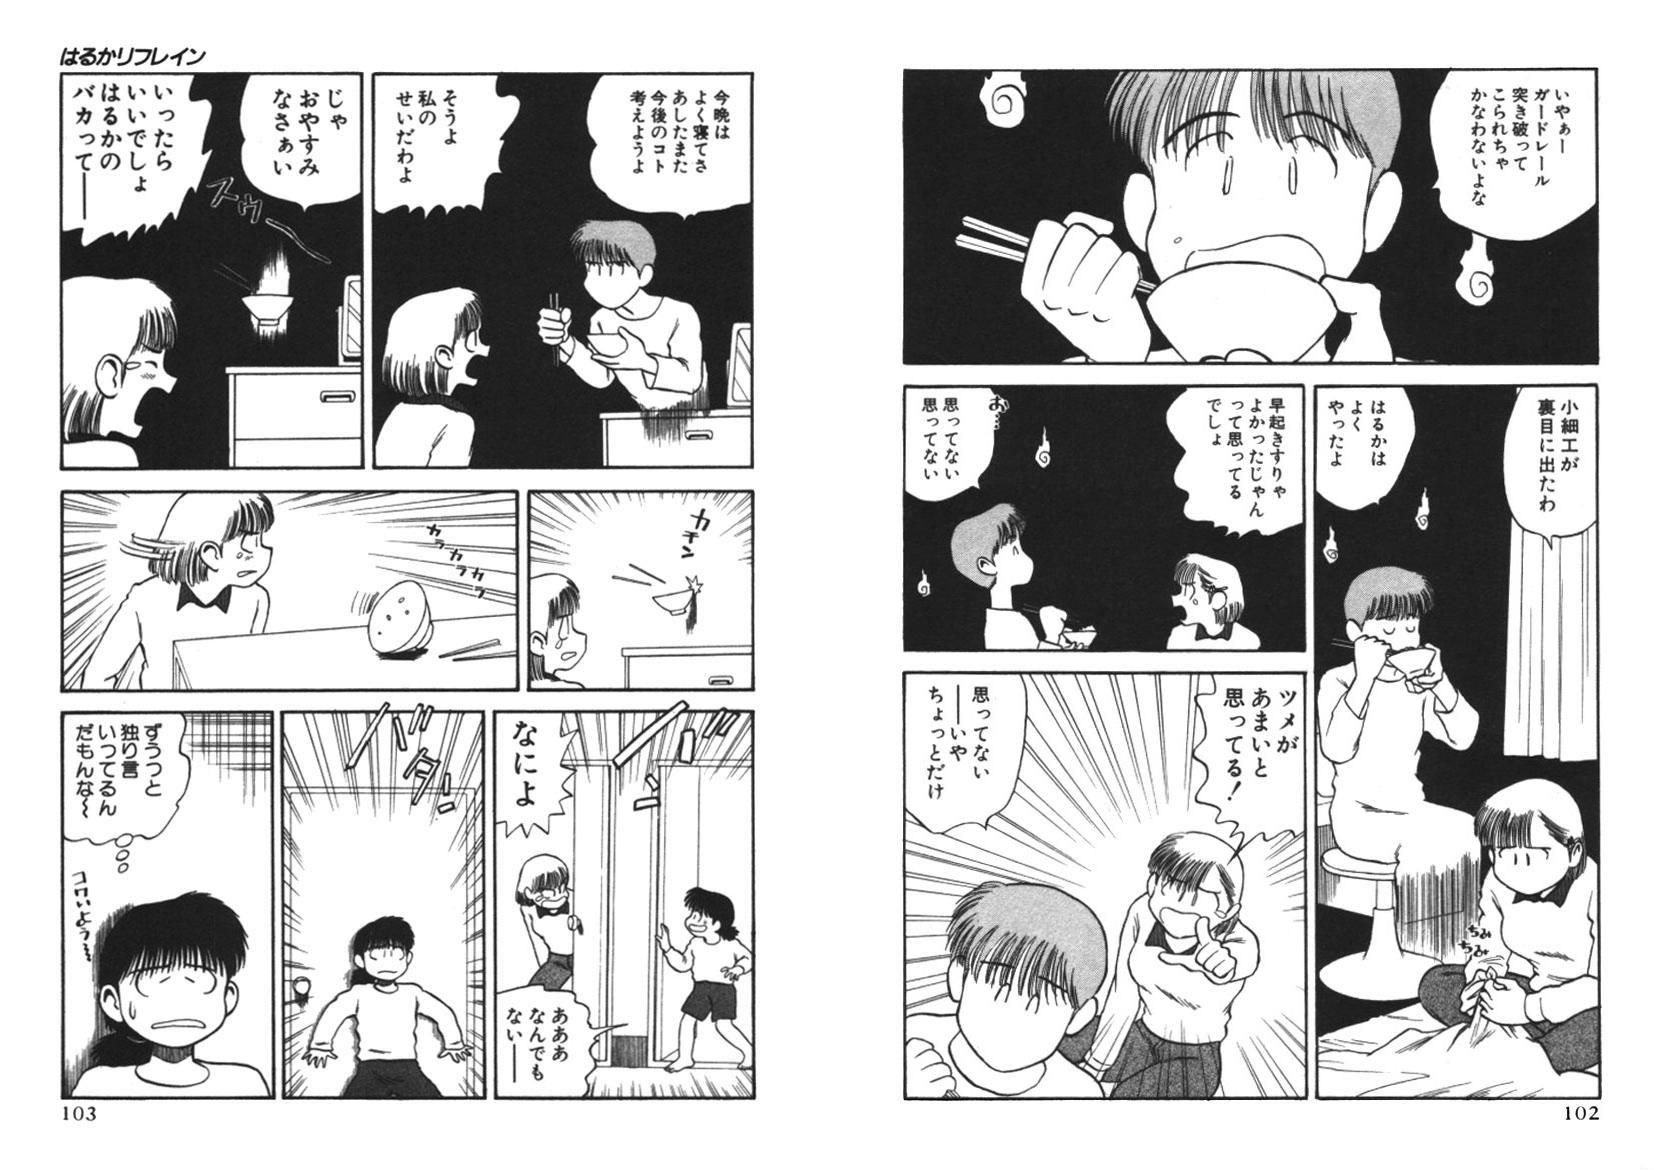 いやぁー
ガードレール
突き破って
こられちゃ
かなわないよな
小細工が
裏目に出たわ
はるかは
よく
やったよ
ちみ
ちみ
早起きすりゃ
よかったじゃん
って思ってる
でしょ
お…
思ってない
思ってない
ツメが
あまいと
思ってる!
思ってない
――いや
ちょっとだけ
102
はるかリフレイン
今晩は
よく寝てさ
あしたまた
今後のコト
考えようよ
そうよ
私の
せいだわよ
じゃ
おやすみ
なさぁい
スゥー
いったら
いいでしょ
はるかの
バカって――
カチン
カラカラカラ
なによ
あああ
なんでも
ない――
ダッ
ずうっと
独り言
いってるん
だもんな~
コワいよう~
103